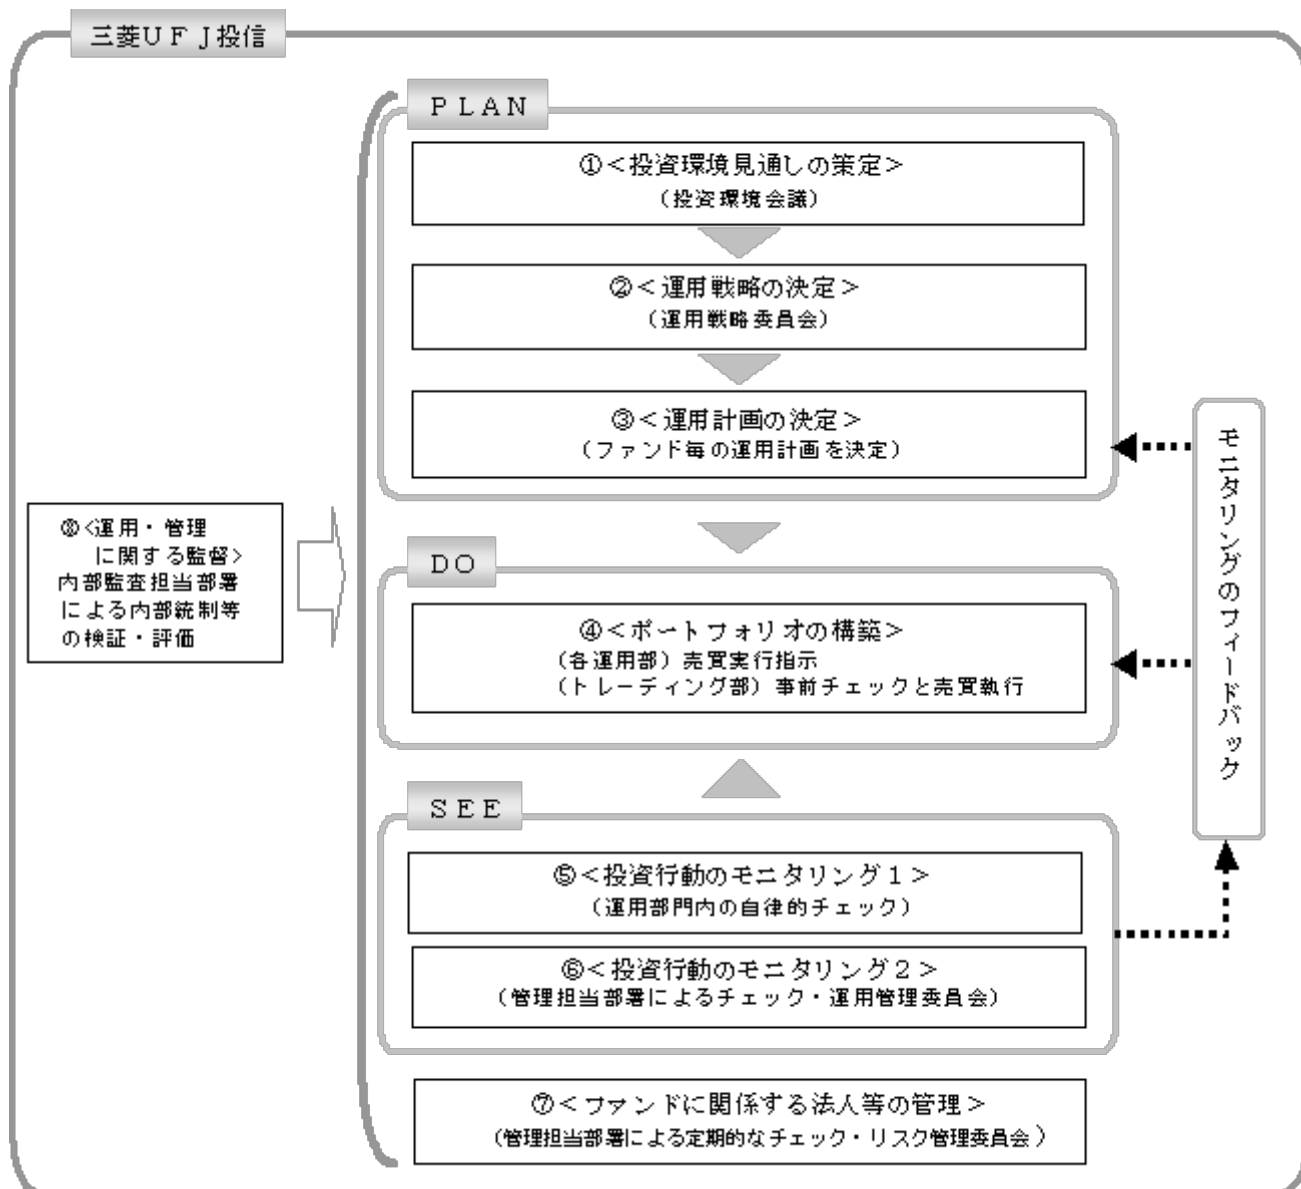 三菱UFJ投信
PLAN
①<投資環境見通しの策定>
(投資環境会議)
②<運用戦略の決定>
(運用戦略委員会)
③<運用計画の決定>
(ファンド毎の運用計画を決定)
⑧<運用・管理
に関する監督>
内部監査担当部署
による内部統制等
の検証・評価
DO
④<ポートフォリオの構築>
(各運用部)売買実行指示
(トレーディング部)事前チェックと売買執行
SEE
⑤<投資行動のモニタリング1>
(運用部門内の自律的チェック)
⑥<投資行動のモニタリング2>
(管理担当部署によるチェック・運用管理委員会)
⑦<ファンドに関係する法人等の管理>
(管理担当部署による定期的なチェック・リスク管理委員会)
モニタリングのフィードバック